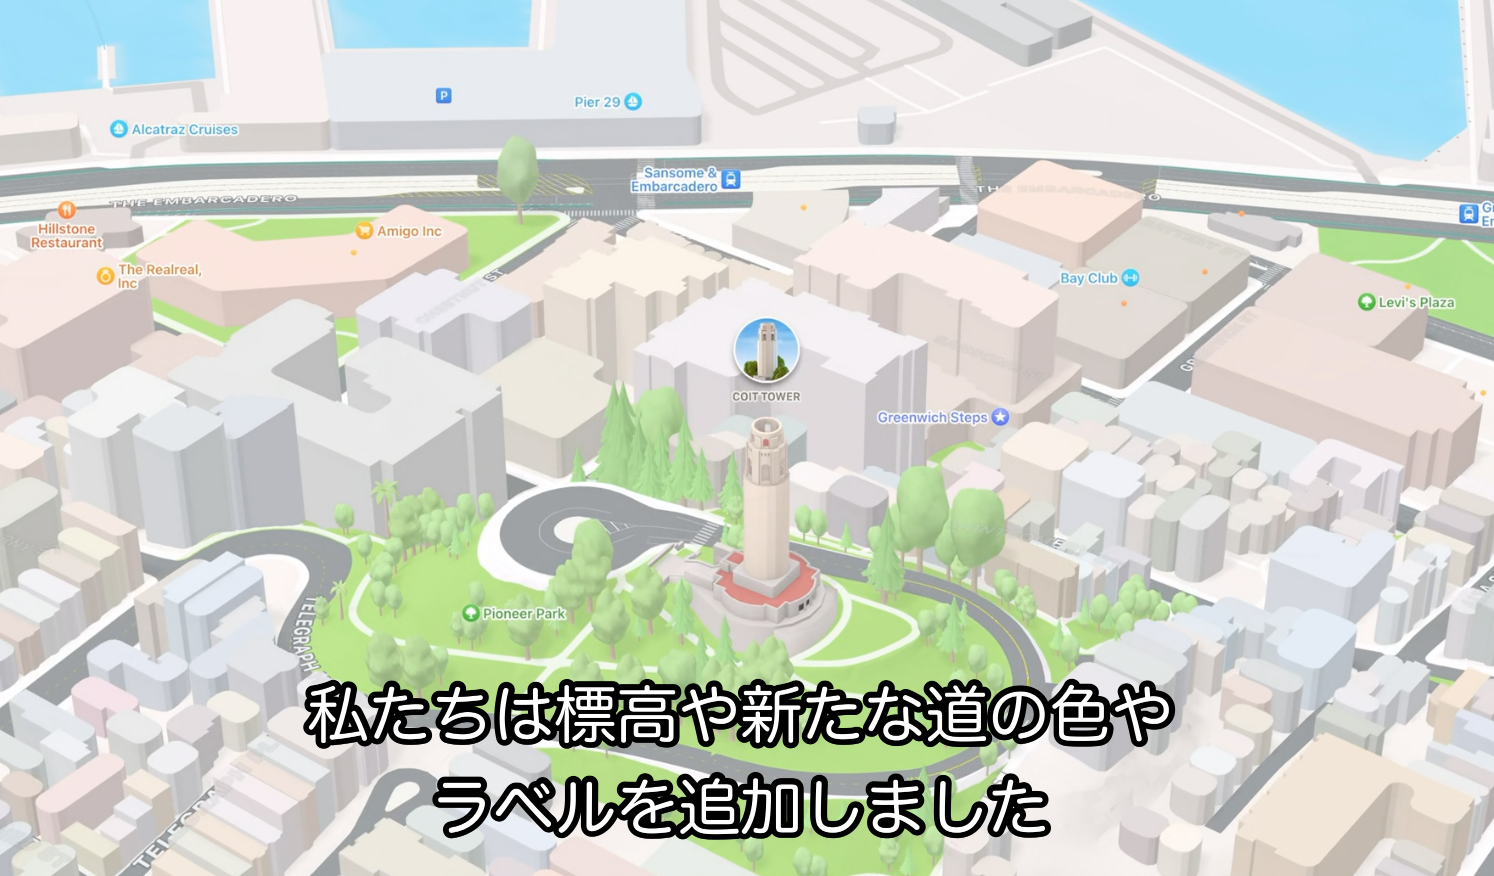 Pier 29
Alcatraz Cruises
Sansome &
Embarcadero
THE EMBARCADERO
THE EMBARCADERO
Hillstone
Restaurant
Amigo Inc
The Realreal,
Inc
Bay Club
Levi's Plaza
COIT TOWER
Greenwich Steps
Pioneer Park
TELEGRAPH
私たちは標高や新たな道の色や
ラベルを追加しました